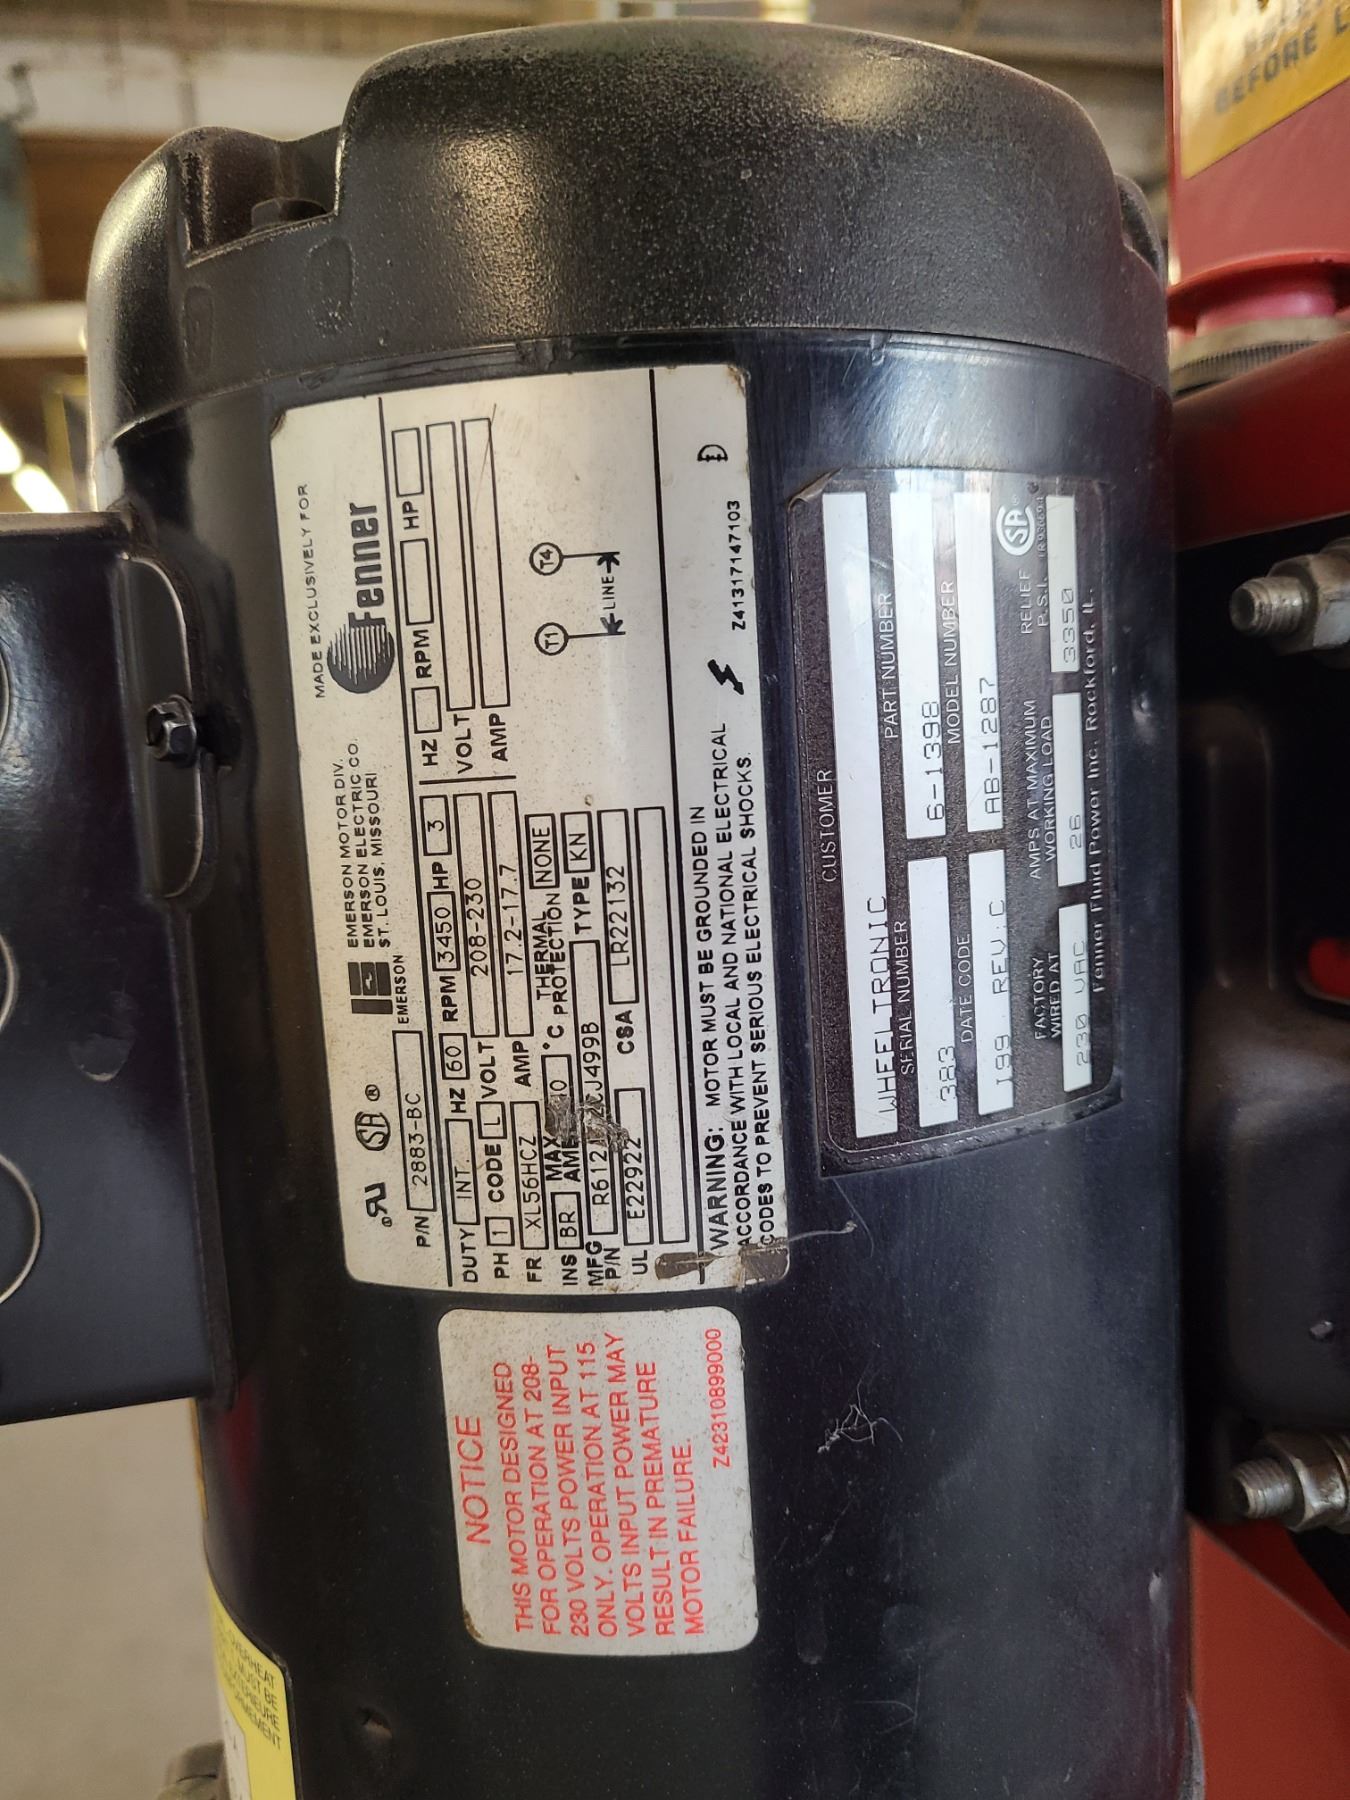 MADE EXCLUSIVELY FOR
Fenner
EMERSON MOTOR DIV.
EMERSON ELECTRIC CO.
ST. LOUIS, MISSOURI
EMERSON
P/N 2883-BC
DUTY INT. HZ 60 RPM 3450 HP 3 HZ RPM HP
PH 1 CODE L VOLT 208-230 VOLT
FR XL56HCZ AMP 17.2-17.7 AMP
INS BR MAX °C THERMAL PROTECTION NONE
MFG P/N TYPE KN
UL E22922 CSA LR22132
T1 T4
LINE
WARNING: MOTOR MUST BE GROUNDED IN
ACCORDANCE WITH LOCAL AND NATIONAL ELECTRICAL
CODES TO PREVENT SERIOUS ELECTRICAL SHOCKS.
Z41317147103
NOTICE
THIS MOTOR DESIGNED
FOR OPERATION AT 208-
230 VOLTS POWER INPUT
ONLY. OPERATION AT 115
VOLTS INPUT POWER MAY
RESULT IN PREMATURE
MOTOR FAILURE.
Z42310899000
CUSTOMER
WHEELTRONIC
SERIAL NUMBER PART NUMBER
383 6-1398
DATE CODE MODEL NUMBER
199 REV.C AB-1287
FACTORY WIRED AT AMPS AT MAXIMUM WORKING LOAD RELIEF P.S.I.
230 VAC 26 3350
Fenner Fluid Power Inc. Rockford, IL.
BEFORE
OVERHEAT
MUST BE